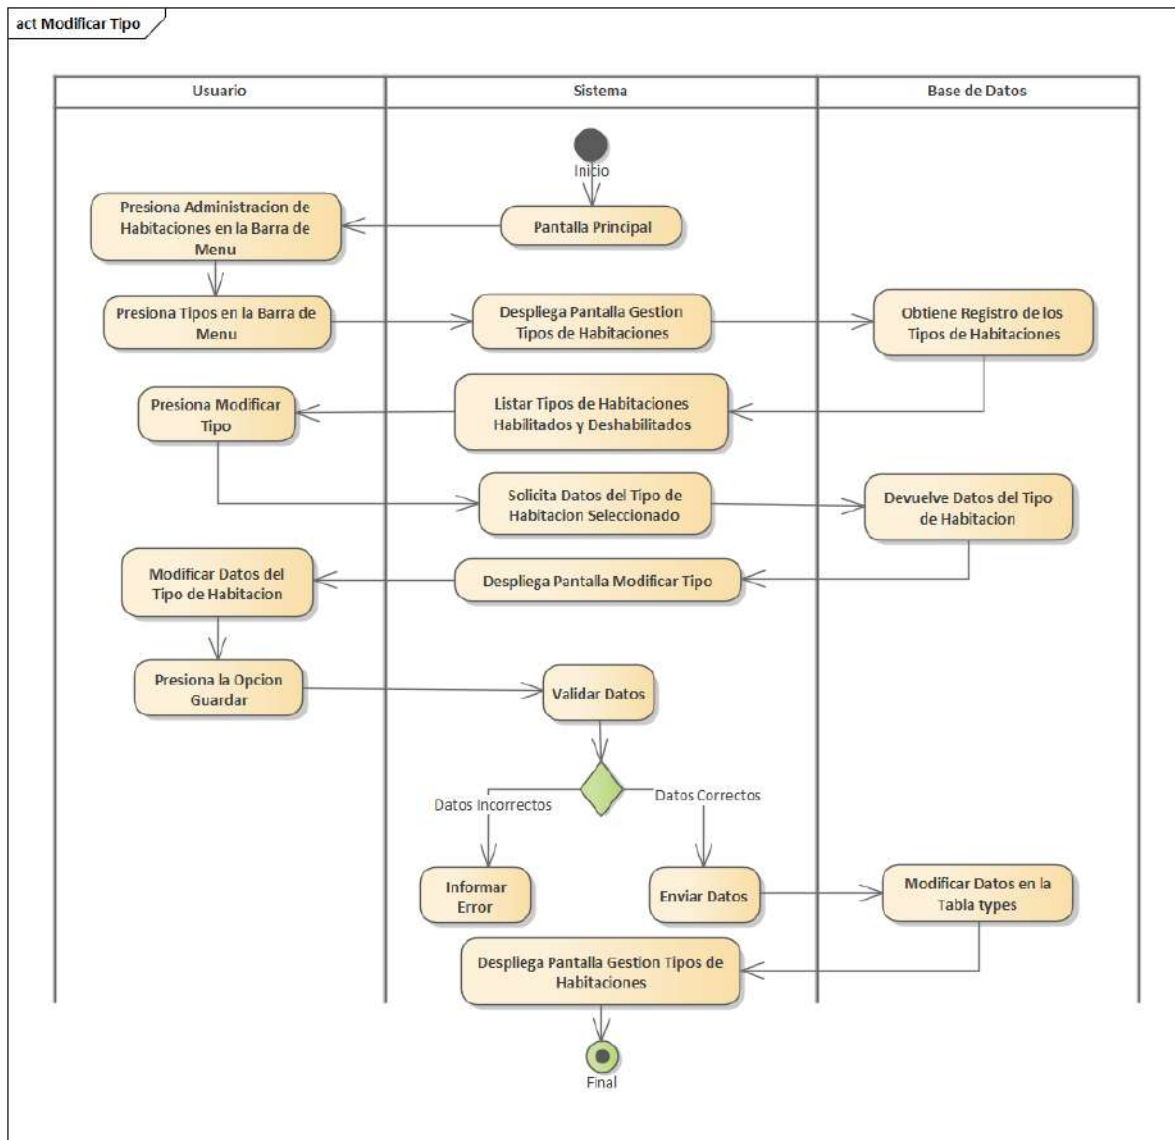 act Modificar Tipo
Usuario
Sistema
Base de Datos
Inicio
Presiona Administracion de
Habitaciones en la Barra de
Menu
Pantalla Principal
Presiona Tipos en la Barra de
Menu
Despliega Pantalla Gestion
Tipos de Habitaciones
Obtiene Registro de los
Tipos de Habitaciones
Presiona Modificar
Tipo
Listar Tipos de Habitaciones
Habilitados y Deshabilitados
Solicita Datos del Tipo de
Habitacion Seleccionado
Devuelve Datos del Tipo
de Habitacion
Modificar Datos del
Tipo de Habitacion
Despliega Pantalla Modificar Tipo
Presiona la Opcion
Guardar
Validar Datos
Datos Incorrectos
Datos Correctos
Informar
Error
Enviar Datos
Modificar Datos en la
Tabla types
Despliega Pantalla Gestion Tipos de
Habitaciones
Final